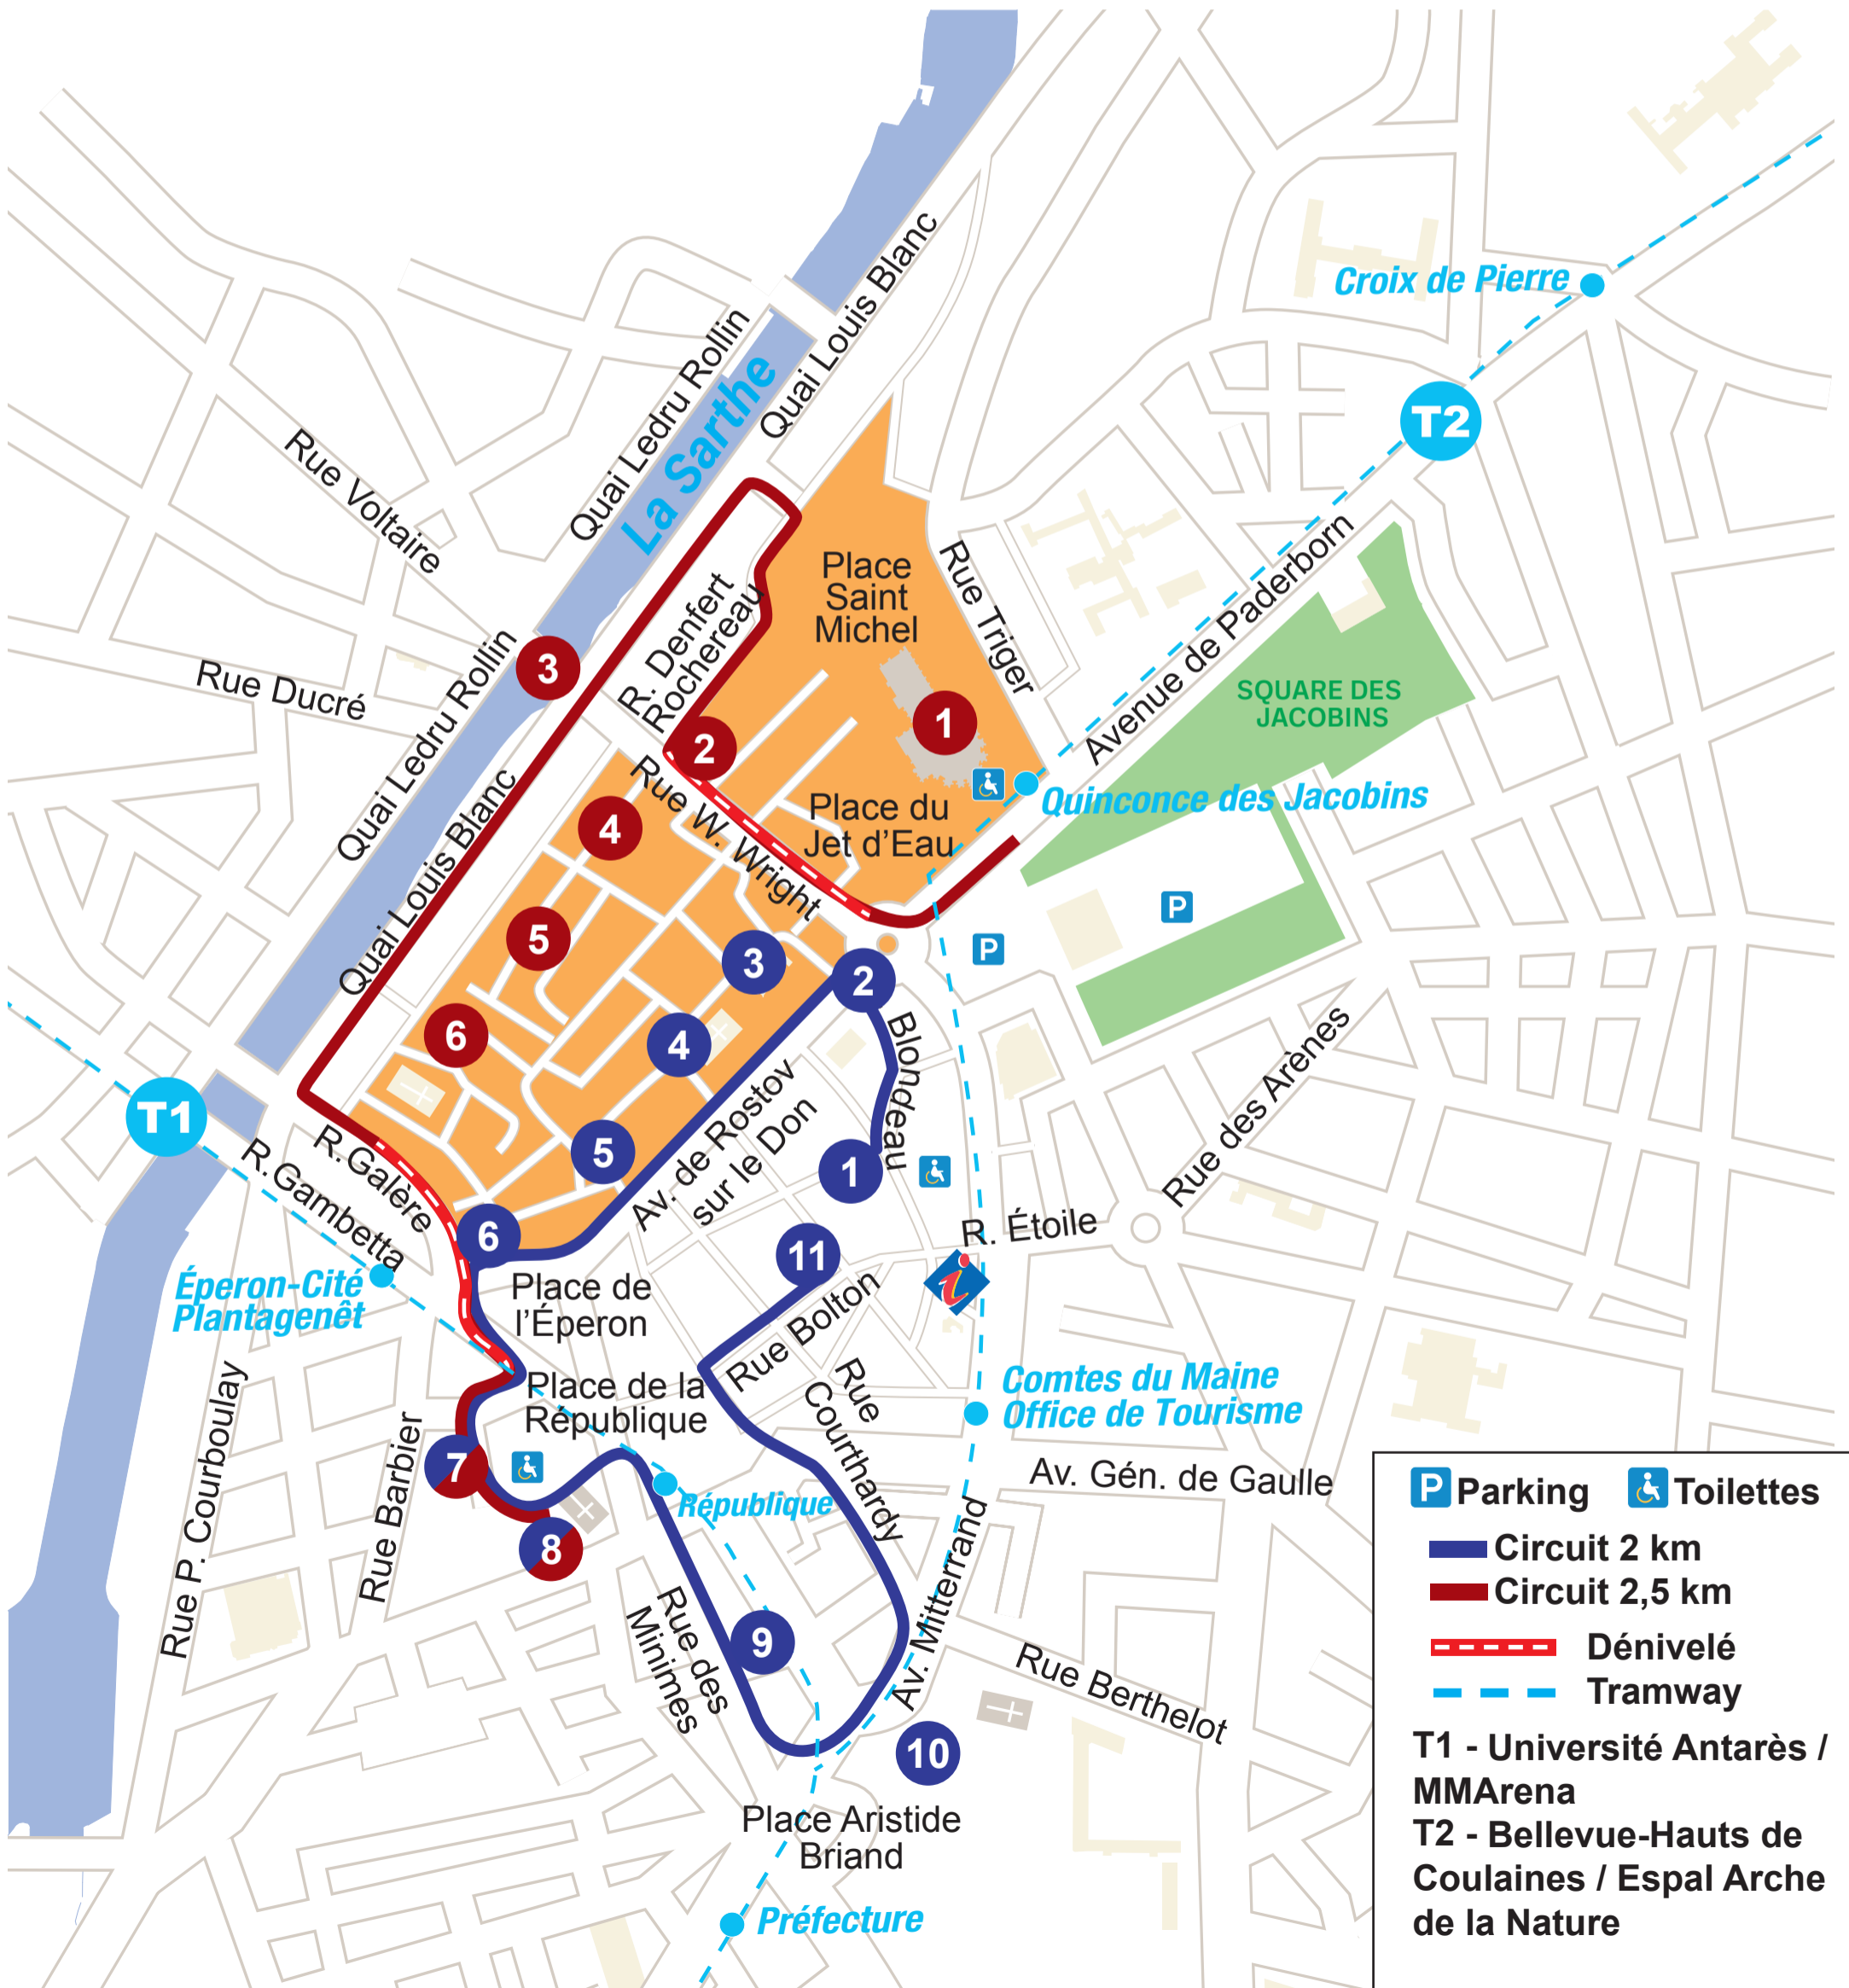 Quai Louis Blanc
Croix de Pierre
Quai Ledru Rollin
La Sarthe
T2
Rue Voltaire
Place
Saint
Michel
Rue Triger
Avenue de Paderborn
R. Denfert
Rochereau
Quai Ledru Rollin
3
Rue Ducré
SQUARE DES
JACOBINS
1
2
Rue W. Wright
Place du
Jet d'Eau
Quinconce des Jacobins
4
Quai Louis Blanc
P
5
P
3
2
6
4
Blondeau
Rue des Arènes
T1
Av. de Rostov
sur le Don
R. Galère
R. Gambetta
5
1
6
R. Étoile
11
i
Éperon-Cité
Plantagenêt
Place de
l'Éperon
Rue Bolton
Place de la
République
Rue
Courthardy
Comtes du Maine
Office de Tourisme
Rue P. Courboulay
Rue Barbier
7
République
Av. Gén. de Gaulle
8
Rue des
Minimes
9
Av. Mitterrand
Rue Berthelot
10
Place Aristide
Briand
Préfecture
P Parking
Toilettes
Circuit 2 km
Circuit 2,5 km
Dénivelé
Tramway
T1 - Université Antarès /
MMArena
T2 - Bellevue-Hauts de
Coulaines / Espal Arche
de la Nature